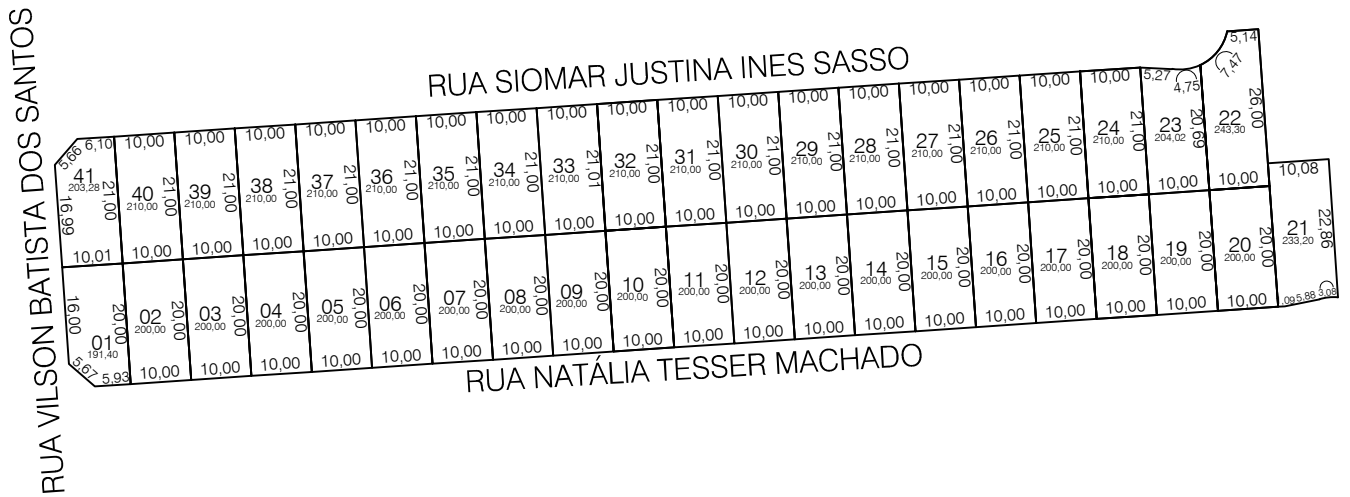 RUA VILSON BATISTA DOS SANTOS
RUA SIOMAR JUSTINA INES SASSO
5,66 6,10 10,00 10,00 10,00 10,00 10,00 10,00 10,00 10,00 10,00 10,00 10,00 10,00 10,00 10,00 10,00 10,00 10,00 5,27 4,75 7,47 5,14
16,99
41 203,28 21,00
40 210,00 21,00
39 210,00 21,00
38 210,00 21,00
37 210,00 21,00
36 210,00 21,00
35 210,00 21,00
34 210,00 21,00
33 210,00 21,01
32 210,00 21,00
31 210,00 21,00
30 210,00 21,00
29 210,00 21,00
28 210,00 21,00
27 210,00 21,00
26 210,00 21,00
25 210,00 21,00
24 210,00 21,00
23 204,02 20,69
22 243,30 26,00
10,01 10,00 10,00 10,00 10,00 10,00 10,00 10,00 10,00 10,00 10,00 10,00 10,00 10,00 10,00 10,00 10,00 10,00 10,00 10,00 10,08
16,00
01 191,40 20,00
02 200,00 20,00
03 200,00 20,00
04 200,00 20,00
05 200,00 20,00
06 200,00 20,00
07 200,00 20,00
08 200,00 20,00
09 200,00 20,00
10 200,00 20,00
11 200,00 20,00
12 200,00 20,00
13 200,00 20,00
14 200,00 20,00
15 200,00 20,00
16 200,00 20,00
17 200,00 20,00
18 200,00 20,00
19 200,00 20,00
20 200,00 20,00
21 233,20 22,86
5,67 5,93 10,00 10,00 10,00 10,00 10,00 10,00 10,00 10,00 10,00 10,00 10,00 10,00 10,00 10,00 10,00 10,00 10,00 10,00 10,00 ,09 5,88 3,08
RUA NATÁLIA TESSER MACHADO